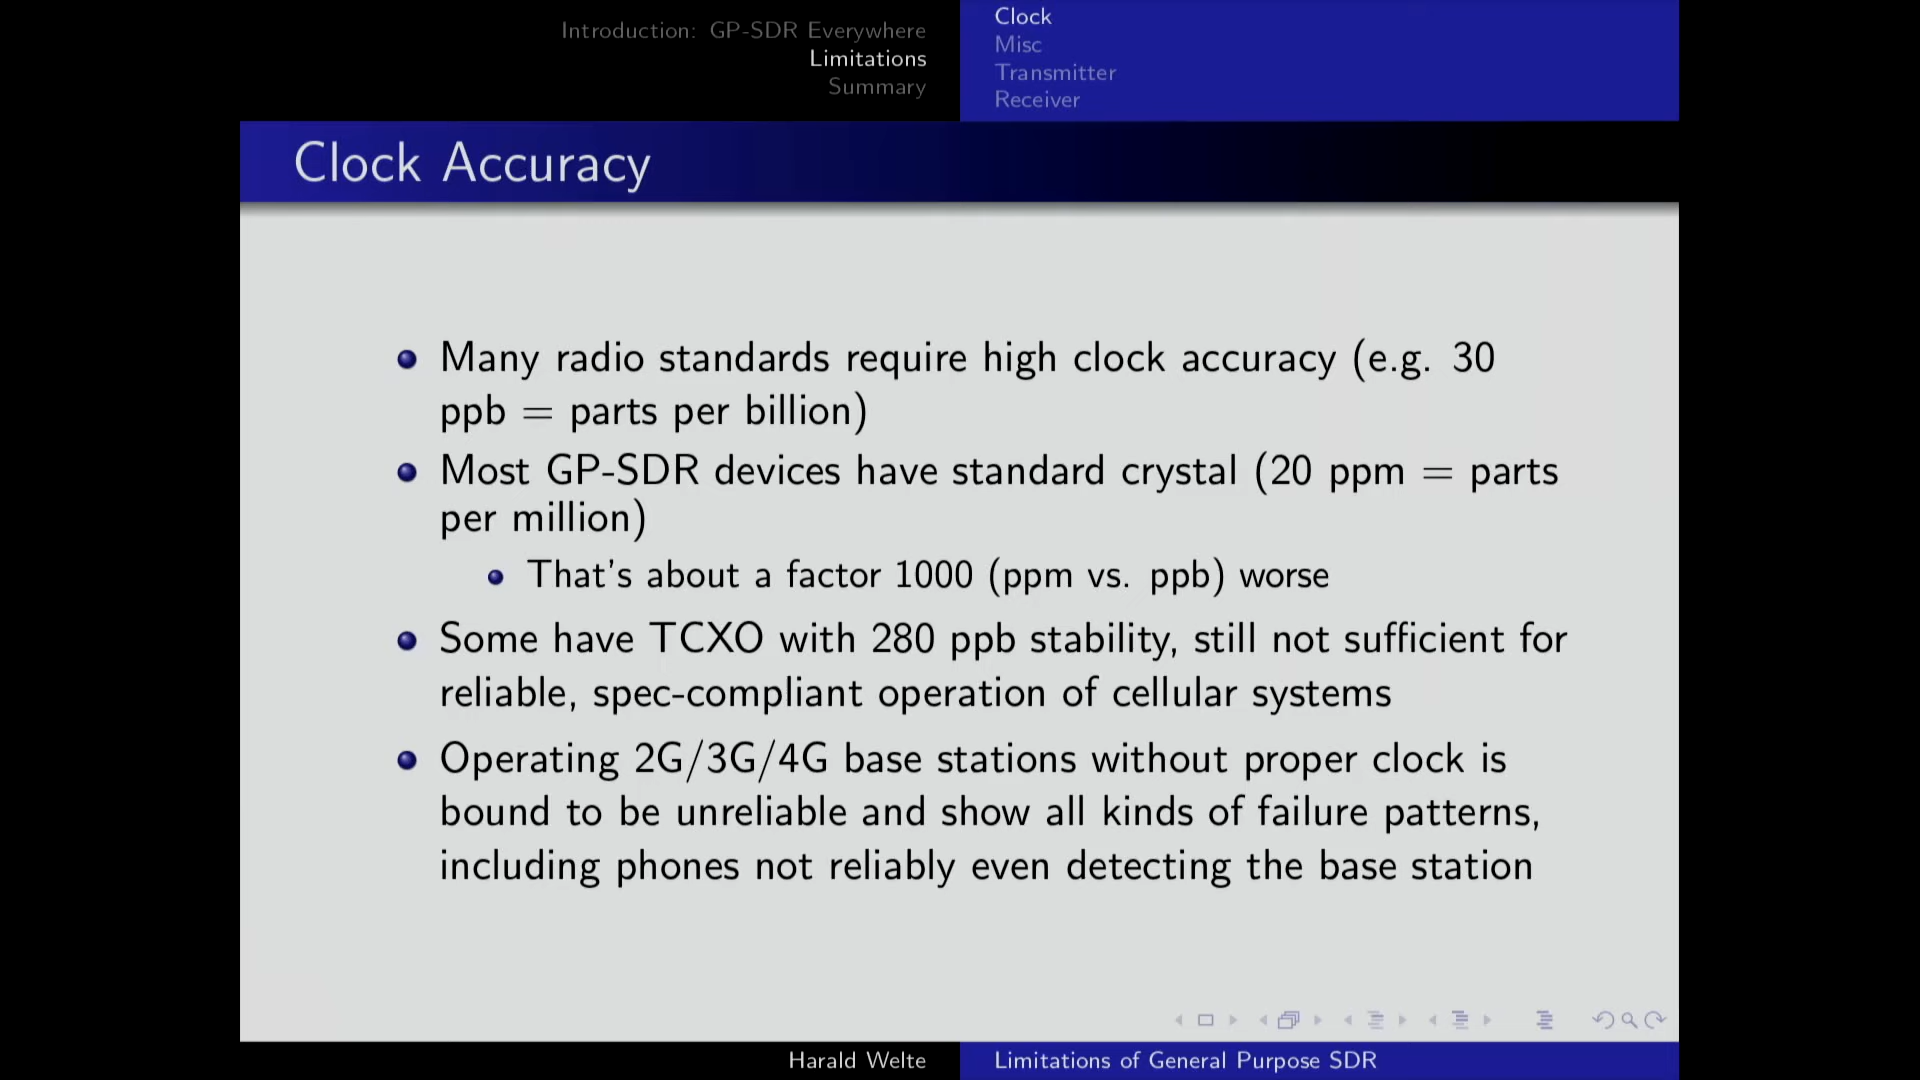 Introduction: GP-SDR Everywhere
Limitations
Summary
Clock
Misc
Transmitter
Receiver
Clock Accuracy
Many radio standards require high clock accuracy (e.g. 30
ppb = parts per billion)
Most GP-SDR devices have standard crystal (20 ppm = parts
per million)
That's about a factor 1000 (ppm vs. ppb) worse
Some have TCXO with 280 ppb stability, still not sufficient for
reliable, spec-compliant operation of cellular systems
Operating 2G/3G/4G base stations without proper clock is
bound to be unreliable and show all kinds of failure patterns,
including phones not reliably even detecting the base station
Harald Welte
Limitations of General Purpose SDR